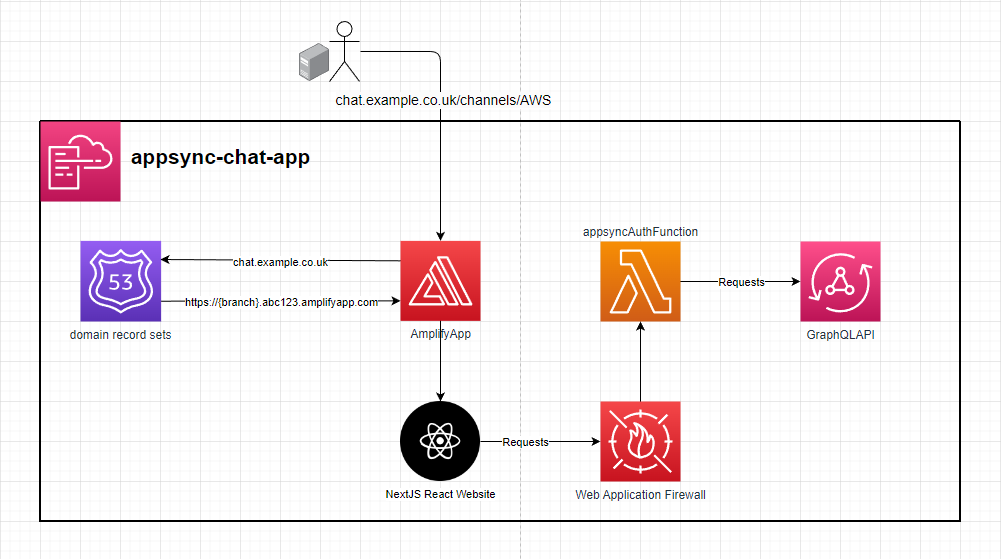 chat.example.co.uk/channels/AWS
appsync-chat-app
appsyncAuthFunction
chat.example.co.uk
53
Requests
https://{branch}.abc123.amplifyapp.com
domain record sets
AmplifyApp
GraphQLAPI
Requests
NextJS React Website
Web Application Firewall